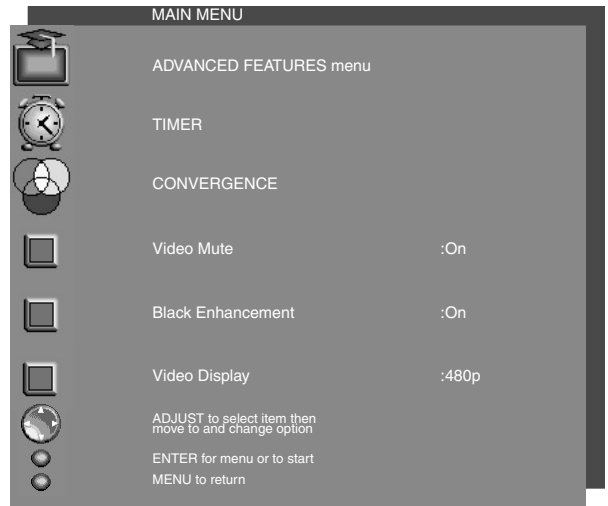 MAIN MENU
ADVANCED FEATURES menu
TIMER
CONVERGENCE
Video Mute :On
Black Enhancement :On
Video Display :480p
ADJUST to select item then
move to and change option
ENTER for menu or to start
MENU to return